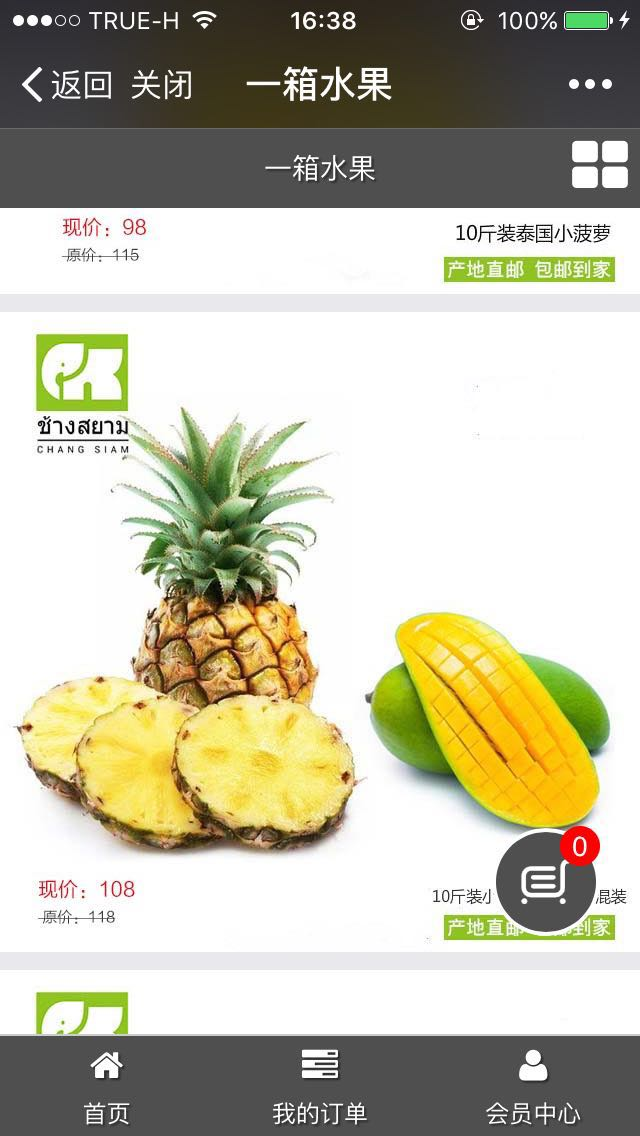 TRUE-H 16:38 100%
返回 关闭 一箱水果
一箱水果
现价：98
原价：115
10斤装泰国小菠萝
产地直邮 包邮到家
ช้างสยาม
CHANG SIAM
0
现价：108
原价：118
10斤装小 混装
产地直邮 到家
首页 我的订单 会员中心